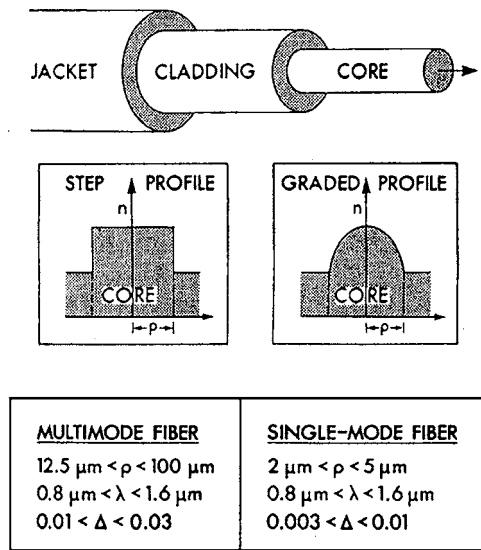 JACKET CLADDING CORE
STEP PROFILE
n
CORE
ρ
GRADED PROFILE
n
CORE
ρ
MULTIMODE FIBER
12.5 μm < ρ < 100 μm
0.8 μm < λ < 1.6 μm
0.01 < Δ < 0.03
SINGLE-MODE FIBER
2 μm < ρ < 5 μm
0.8 μm < λ < 1.6 μm
0.003 < Δ < 0.01